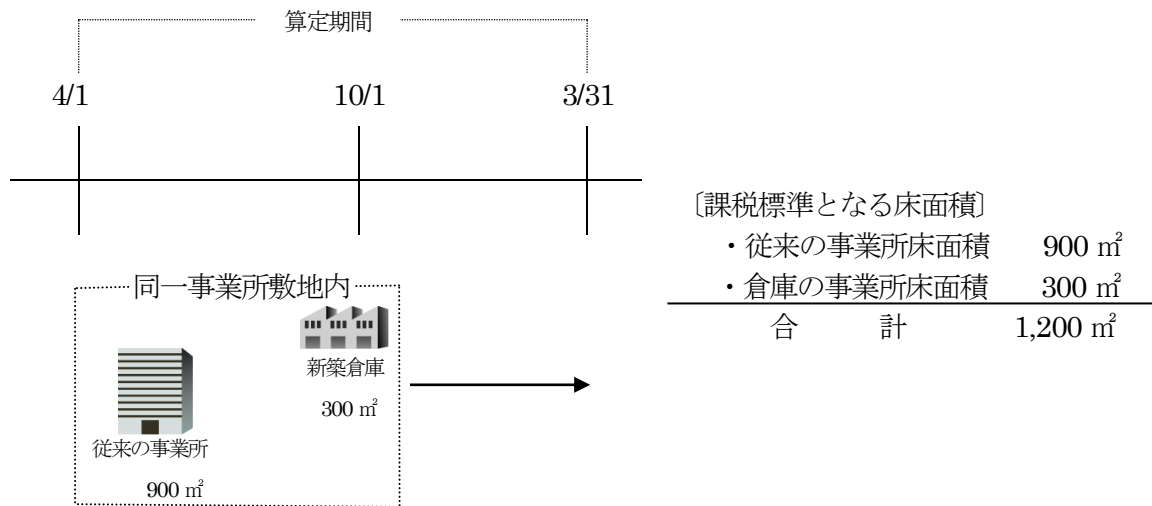 算定期間
4/1 10/1 3/31
〔課税標準となる床面積〕
・従来の事業所床面積 900 ㎡
・倉庫の事業所床面積 300 ㎡
合 計 1,200 ㎡
同一事業所敷地内
新築倉庫
300 ㎡
従来の事業所
900 ㎡